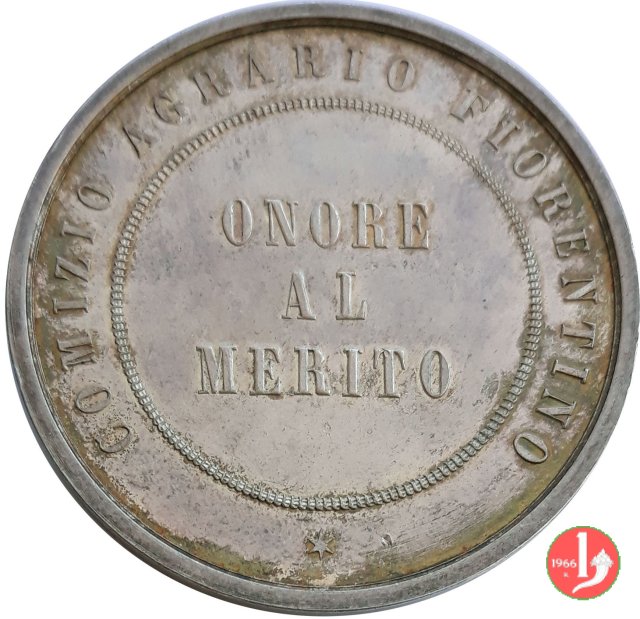 COMIZIO AGRARIO FIORENTINO
ONORE
AL
MERITO
1966
K